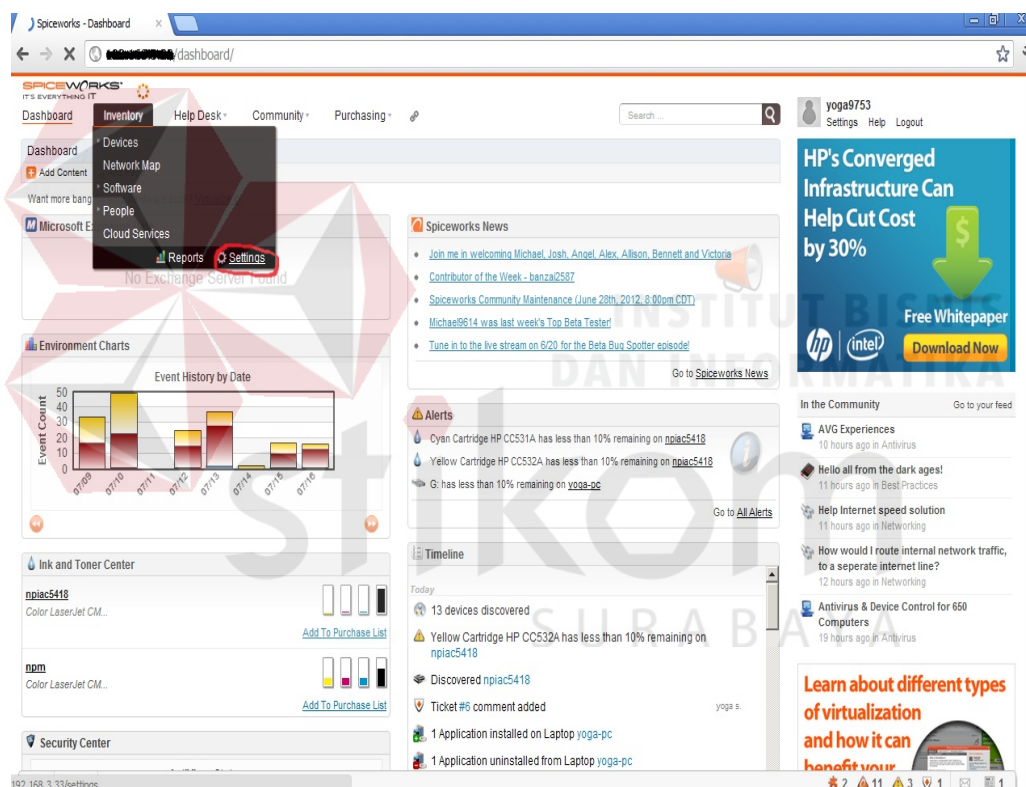 Spiceworks - Dashboard
/dashboard/
SPICEWORKS
IT'S EVERYTHING IT
Dashboard Inventory Help Desk Community Purchasing
Search ...
yoga9753
Settings Help Logout
Dashboard
Add Content
Want more bang
Devices
Network Map
Software
People
Cloud Services
Reports Settings
Microsoft E
No Exchange Server Found
Environment Charts
Event History by Date
Event Count
50
40
30
20
10
0
07/09 07/10 07/11 07/12 07/13 07/14 07/15 07/16
Ink and Toner Center
npiac5418
Color LaserJet CM...
Add To Purchase List
npm
Color LaserJet CM...
Add To Purchase List
Security Center
Spiceworks News
Join me in welcoming Michael, Josh, Angel, Alex, Allison, Bennett and Victoria
Contributor of the Week - banzai2587
Spiceworks Community Maintenance (June 28th, 2012, 8:00pm CDT)
Michael9614 was last week's Top Beta Tester!
Tune in to the live stream on 6/20 for the Beta Bug Spotter episode!
Go to Spiceworks News
Alerts
Cyan Cartridge HP CC531A has less than 10% remaining on npiac5418
Yellow Cartridge HP CC532A has less than 10% remaining on npiac5418
G: has less than 10% remaining on yoga-pc
Go to All Alerts
Timeline
Today
13 devices discovered
Yellow Cartridge HP CC532A has less than 10% remaining on
npiac5418
Discovered npiac5418
Ticket #6 comment added yoga s.
1 Application installed on Laptop yoga-pc
1 Application uninstalled from Laptop yoga-pc
HP's Converged
Infrastructure Can
Help Cut Cost
by 30%
$
Free Whitepaper
hp intel Download Now
In the Community Go to your feed
AVG Experiences
10 hours ago in Antivirus
Hello all from the dark ages!
11 hours ago in Best Practices
Help Internet speed solution
11 hours ago in Networking
How would I route internal network traffic,
to a seperate internet line?
12 hours ago in Networking
Antivirus & Device Control for 650
Computers
19 hours ago in Antivirus
Learn about different types
of virtualization
and how it can
benefit your
192.168.3.33/settings
2 11 3 1 1
INSTITUT BISNIS
DAN INFORMATIKA
stikom
SURABAYA